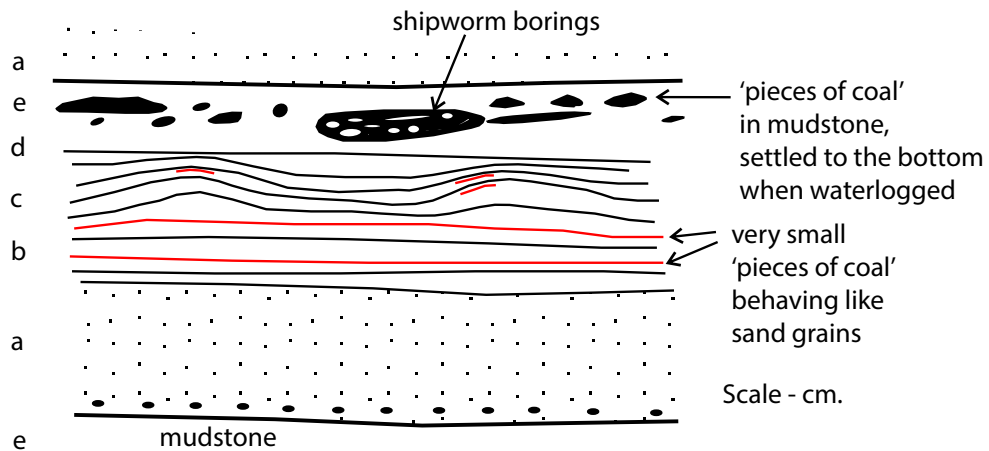 shipworm borings
a
e
d
c
b
a
e
'pieces of coal'
in mudstone,
settled to the bottom
when waterlogged
very small
'pieces of coal'
behaving like
sand grains
Scale - cm.
mudstone